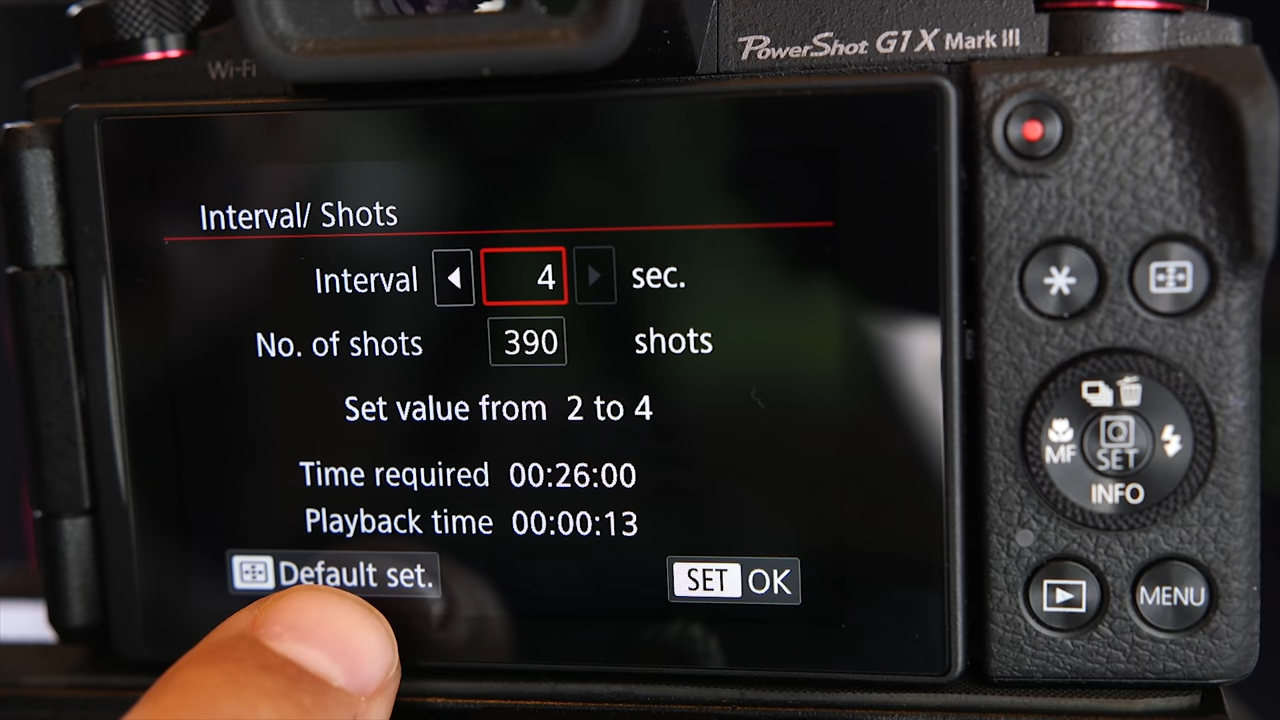 PowerShot G1 X Mark III
Wi-Fi
Interval/ Shots
Interval 4 sec.
No. of shots 390 shots
Set value from 2 to 4
Time required 00:26:00
Playback time 00:00:13
Default set. SET OK
MF SET
INFO
MENU